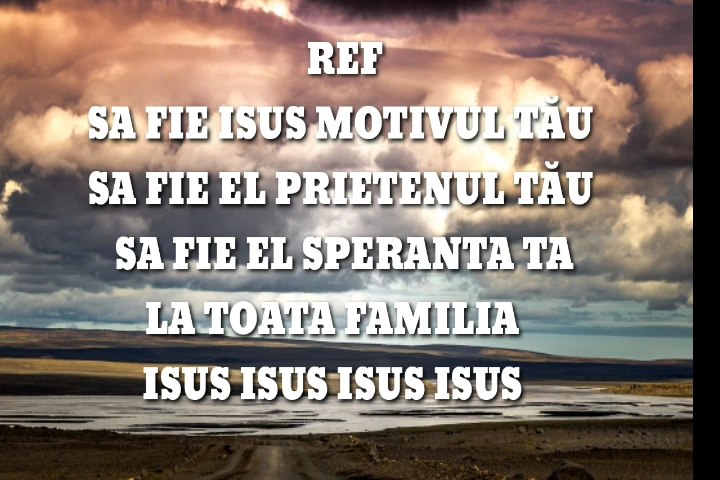 REF
SA FIE ISUS MOTIVUL TĂU
SA FIE EL PRIETENUL TĂU
SA FIE EL SPERANTA TA
LA TOATA FAMILIA
ISUS ISUS ISUS ISUS